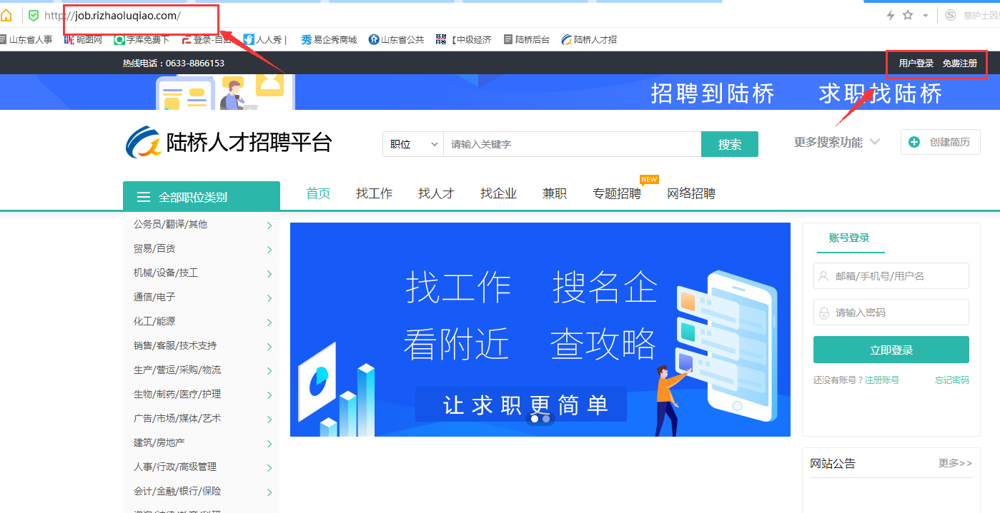 http://job.rizhaoluqiao.com/
山东省人事 昵图网 字库免费下 登录-自 人人秀 | 易企秀商城 山东省公共 【中级经济 陆桥后台 陆桥人才招
热线电话：0633-8866153 用户登录 免费注册
招聘到陆桥 求职找陆桥
陆桥人才招聘平台 职位 请输入关键字 搜索 更多搜索功能 创建简历
NEW
全部职位类别 首页 找工作 找人才 找企业 兼职 专题招聘 网络招聘
公务员/翻译/其他
贸易/百货
机械/设备/技工
通信/电子
化工/能源
销售/客服/技术支持
生产/营运/采购/物流
生物/制药/医疗/护理
广告/市场/媒体/艺术
建筑/房地产
人事/行政/高级管理
会计/金融/银行/保险
找工作 搜名企
看附近 查攻略
让求职更简单
账号登录
邮箱/手机号/用户名
请输入密码
立即登录
还没有账号？注册账号 忘记密码
网站公告 更多>>